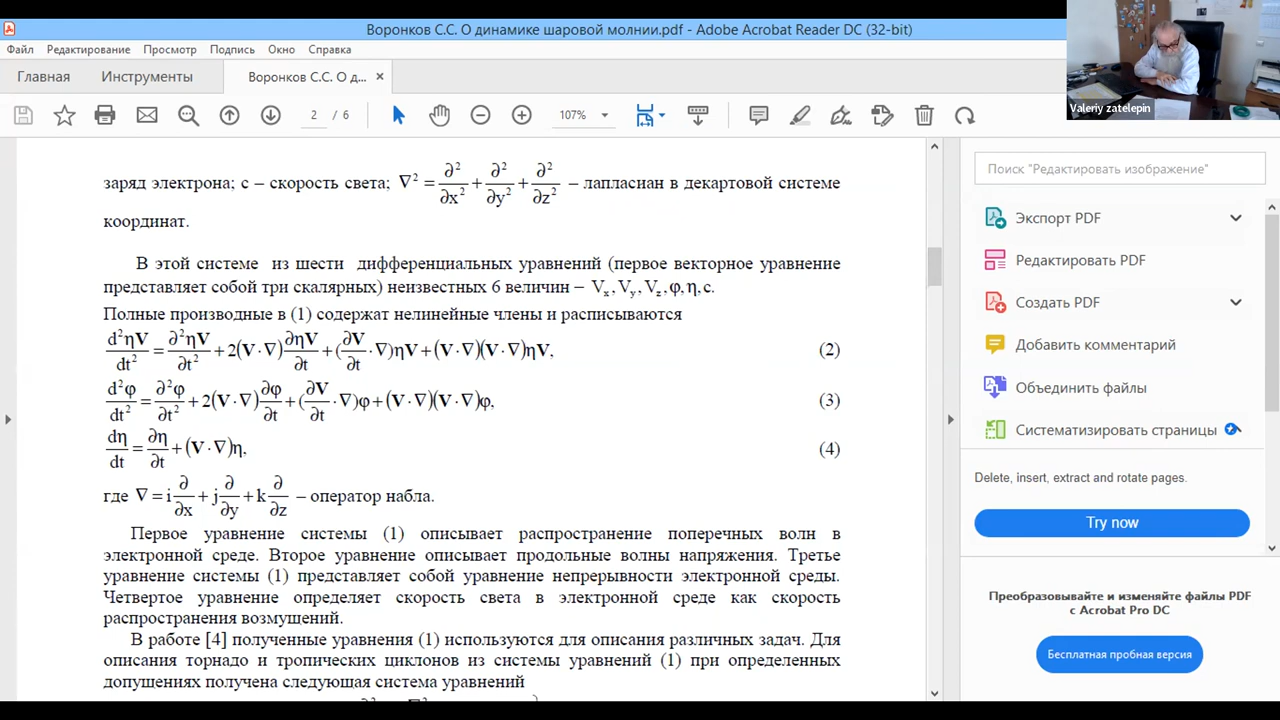 Воронков С.С. О динамике шаровой молнии.pdf - Adobe Acrobat Reader DC (32-bit)
Файл Редактирование Просмотр Подпись Окно Справка
Главная Инструменты Воронков С.С. О д... ×
2 / 6 107%
Valeriy zatelepin
заряд электрона; c – скорость света; ∇² = ∂²/∂x² + ∂²/∂y² + ∂²/∂z² – лапласиан в декартовой системе
координат.
В этой системе из шести дифференциальных уравнений (первое векторное уравнение
представляет собой три скалярных) неизвестных 6 величин – Vx, Vy, Vz, φ, η, c.
Полные производные в (1) содержат нелинейные члены и расписываются
d²ηV/dt² = ∂²ηV/∂t² + 2(V·∇)∂ηV/∂t + (∂V/∂t·∇)ηV + (V·∇)(V·∇)ηV, (2)
d²φ/dt² = ∂²φ/∂t² + 2(V·∇)∂φ/∂t + (∂V/∂t·∇)φ + (V·∇)(V·∇)φ, (3)
dη/dt = ∂η/∂t + (V·∇)η, (4)
где ∇ = i∂/∂x + j∂/∂y + k∂/∂z – оператор набла.
Первое уравнение системы (1) описывает распространение поперечных волн в
электронной среде. Второе уравнение описывает продольные волны напряжения. Третье
уравнение системы (1) представляет собой уравнение непрерывности электронной среды.
Четвертое уравнение определяет скорость света в электронной среде как скорость
распространения возмущений.
В работе [4] полученные уравнения (1) используются для описания различных задач. Для
описания торнадо и тропических циклонов из системы уравнений (1) при определенных
допущениях получена следующая система уравнений
Поиск "Редактировать изображение"
Экспорт PDF
Редактировать PDF
Создать PDF
Добавить комментарий
Объединить файлы
Систематизировать страницы
Delete, insert, extract and rotate pages.
Try now
Преобразовывайте и изменяйте файлы PDF
с Acrobat Pro DC
Бесплатная пробная версия